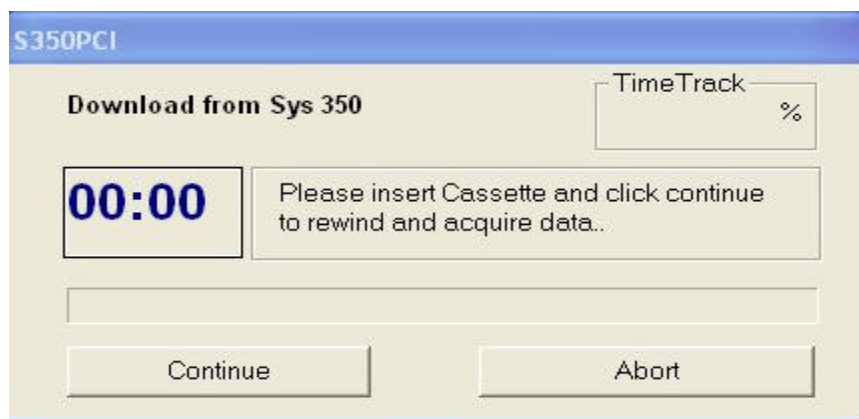 S350PCI
Download from Sys 350
TimeTrack
%
00:00
Please insert Cassette and click continue
to rewind and acquire data..
Continue
Abort